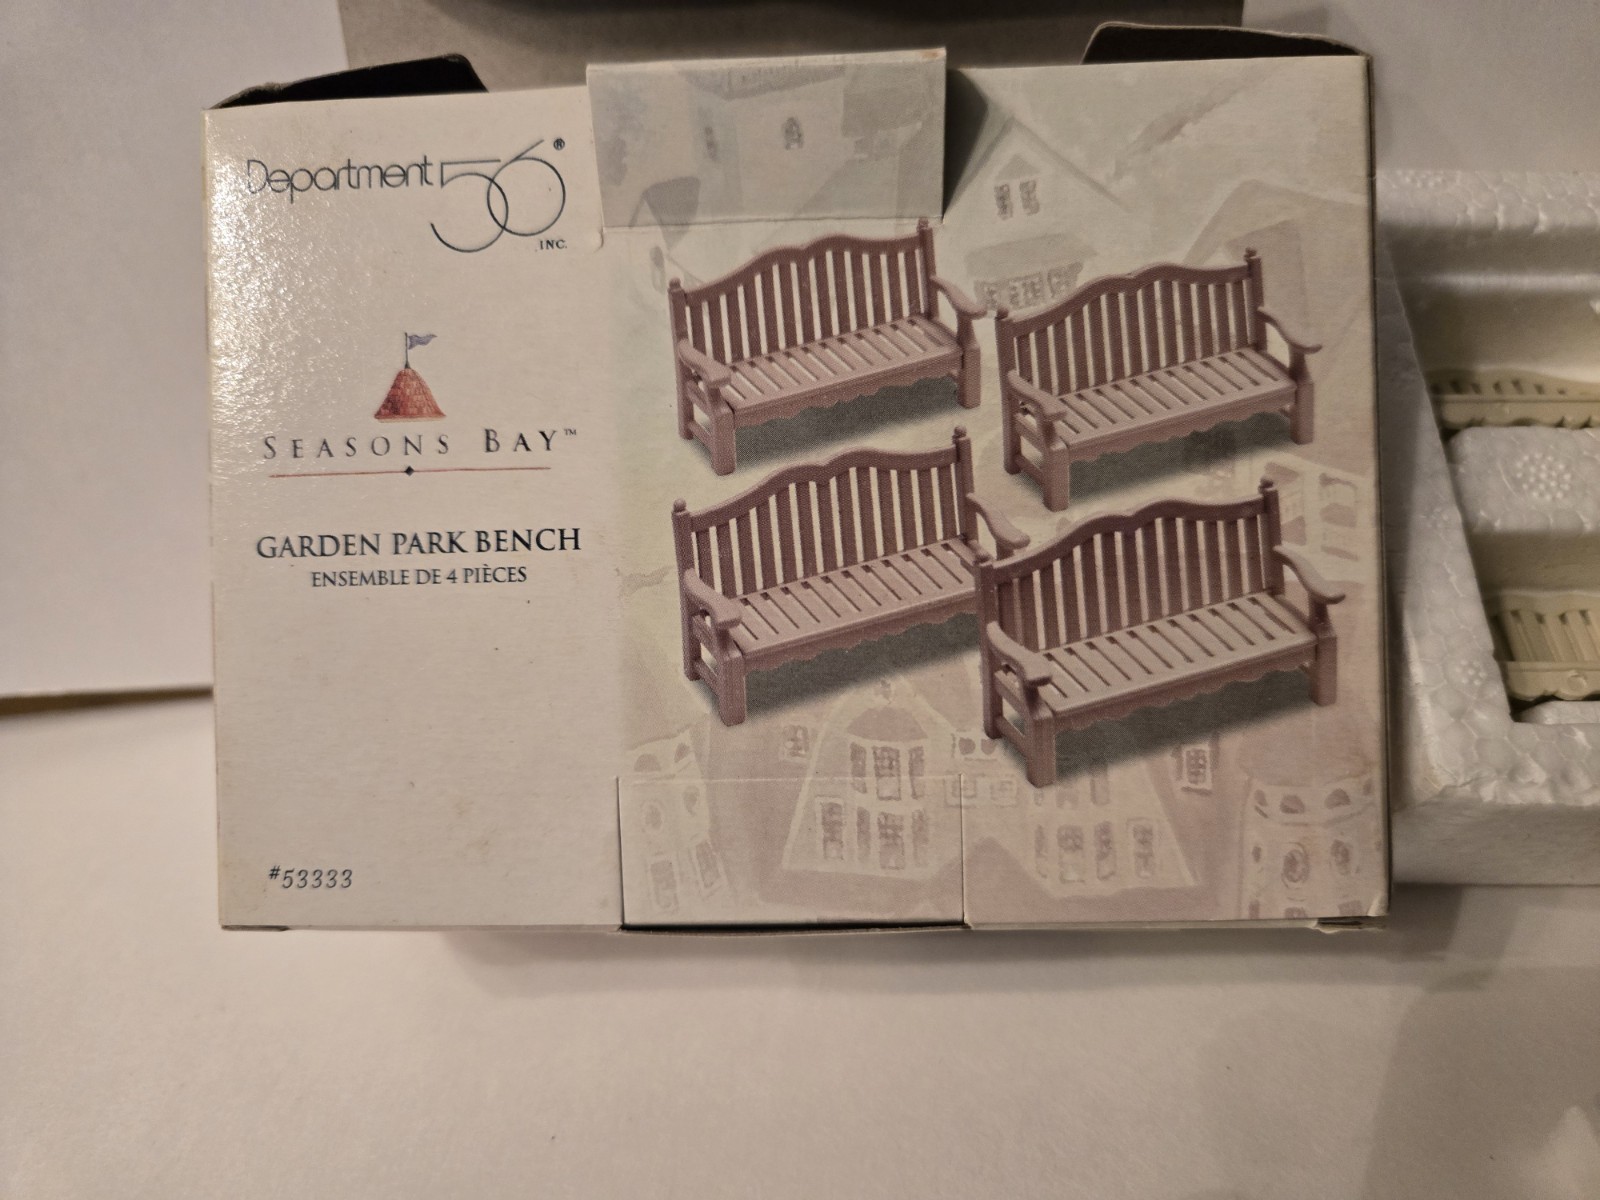 Department 56®
INC.
SEASONS BAY™
GARDEN PARK BENCH
ENSEMBLE DE 4 PIÈCES
#53333